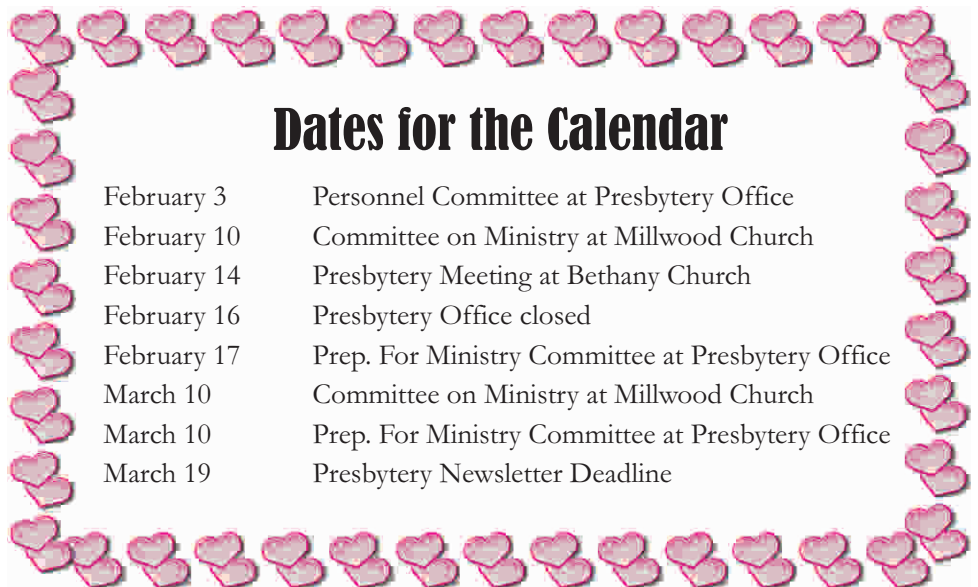 Dates for the Calendar
February 3 Personnel Committee at Presbytery Office
February 10 Committee on Ministry at Millwood Church
February 14 Presbytery Meeting at Bethany Church
February 16 Presbytery Office closed
February 17 Prep. For Ministry Committee at Presbytery Office
March 10 Committee on Ministry at Millwood Church
March 10 Prep. For Ministry Committee at Presbytery Office
March 19 Presbytery Newsletter Deadline